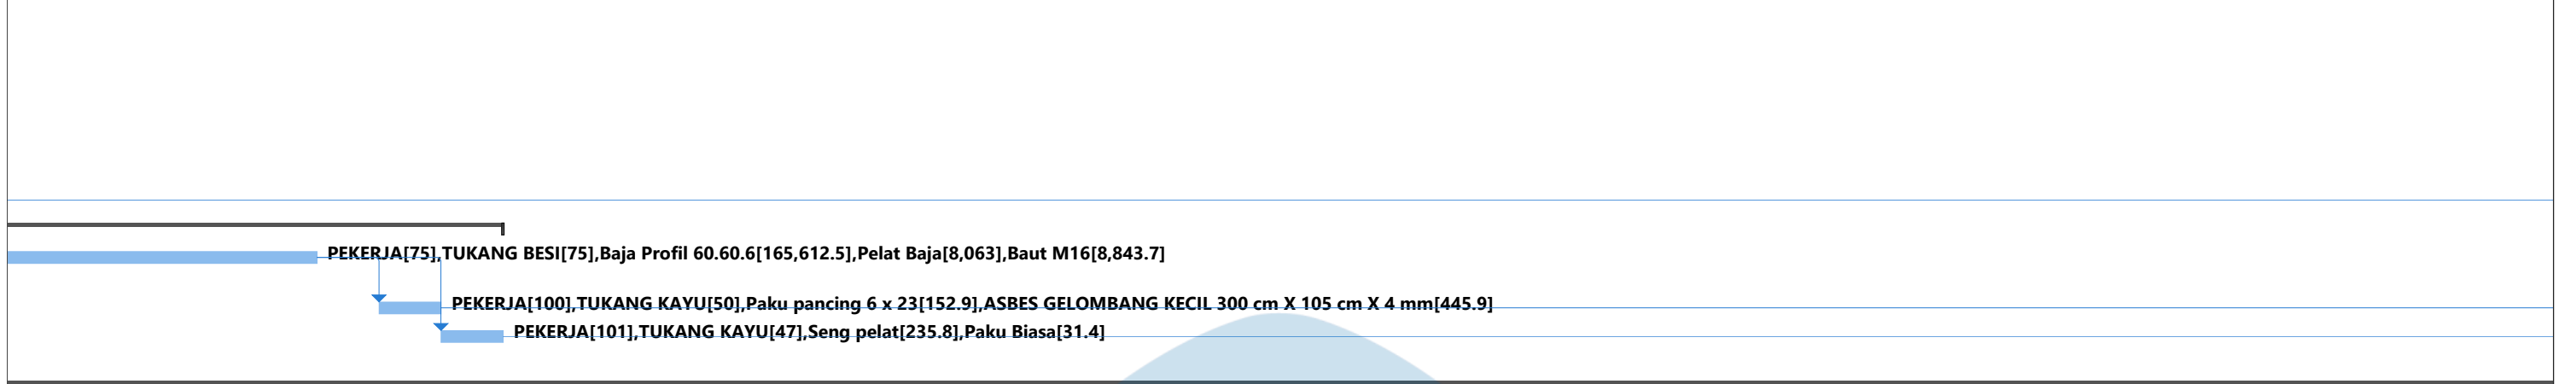 PEKERJA[75],TUKANG BESI[75],Baja Profil 60.60.6[165,612.5],Pelat Baja[8,063],Baut M16[8,843.7]
PEKERJA[100],TUKANG KAYU[50],Paku pancing 6 x 23[152.9],ASBES GELOMBANG KECIL 300 cm X 105 cm X 4 mm[445.9]
PEKERJA[101],TUKANG KAYU[47],Seng pelat[235.8],Paku Biasa[31.4]